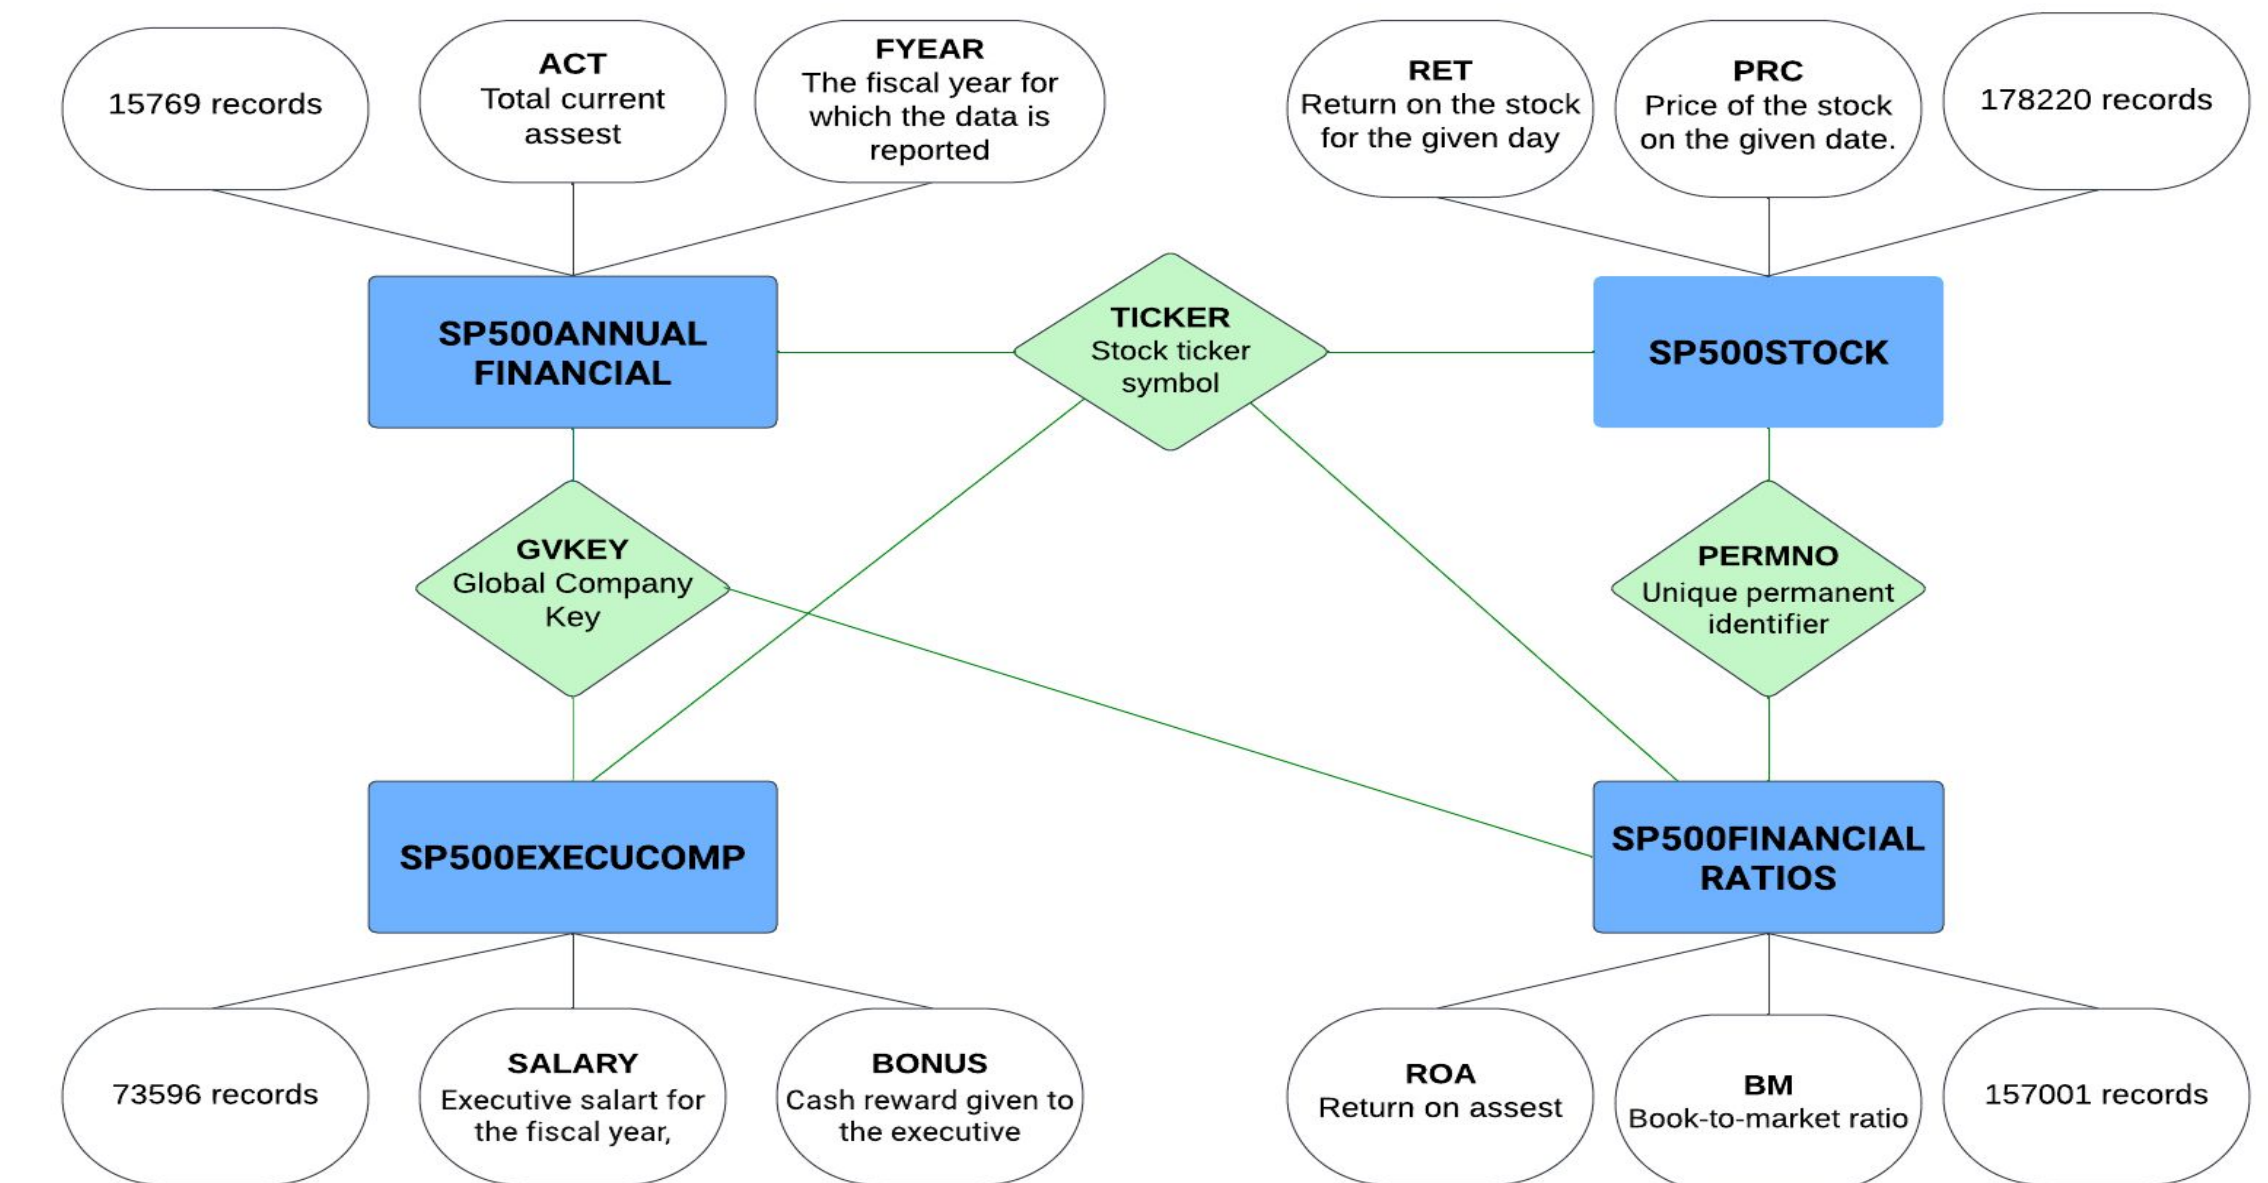 15769 records
ACT
Total current
assest
FYEAR
The fiscal year for
which the data is
reported
RET
Return on the stock
for the given day
PRC
Price of the stock
on the given date.
178220 records
SP500ANNUAL
FINANCIAL
TICKER
Stock ticker
symbol
SP500STOCK
GVKEY
Global Company
Key
PERMNO
Unique permanent
identifier
SP500EXECUCOMP
SP500FINANCIAL
RATIOS
73596 records
SALARY
Executive salart for
the fiscal year,
BONUS
Cash reward given to
the executive
ROA
Return on assest
BM
Book-to-market ratio
157001 records